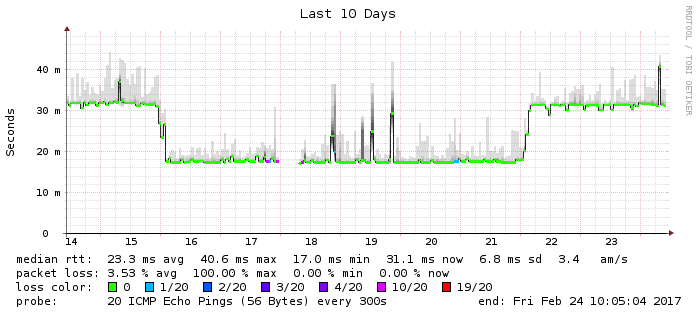 Last 10 Days
RRDTOOL / TOBI OETIKER
Seconds
40 m
30 m
20 m
10 m
0
14 15 16 17 18 19 20 21 22 23
median rtt: 23.3 ms avg 40.6 ms max 17.0 ms min 31.1 ms now 6.8 ms sd 3.4 am/s
packet loss: 3.53 % avg 100.00 % max 0.00 % min 0.00 % now
loss color: 0 1/20 2/20 3/20 4/20 10/20 19/20
probe: 20 ICMP Echo Pings (56 Bytes) every 300s end: Fri Feb 24 10:05:04 2017